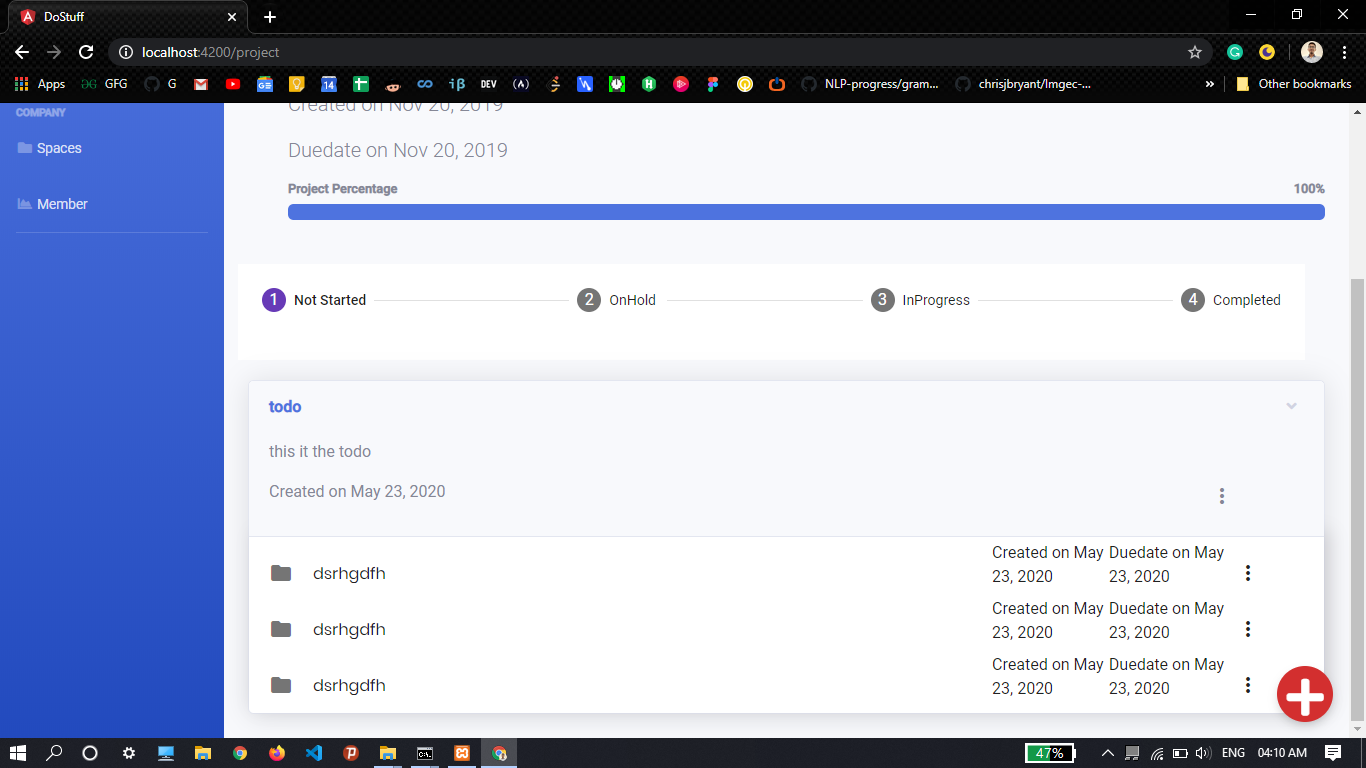 DoStuff
localhost:4200/project
Apps
GFG
G
DEV
NLP-progress/gram...
chrisjbryant/lmgec-...
»
Other bookmarks
COMPANY
Spaces
Member
Created on Nov 20, 2019
Duedate on Nov 20, 2019
Project Percentage 100%
1 Not Started
2 OnHold
3 InProgress
4 Completed
todo
this it the todo
Created on May 23, 2020
dsrhgdfh
Created on May
23, 2020
Duedate on May
23, 2020
dsrhgdfh
Created on May
23, 2020
Duedate on May
23, 2020
dsrhgdfh
Created on May
23, 2020
Duedate on May
23, 2020
47%
ENG
04:10 AM